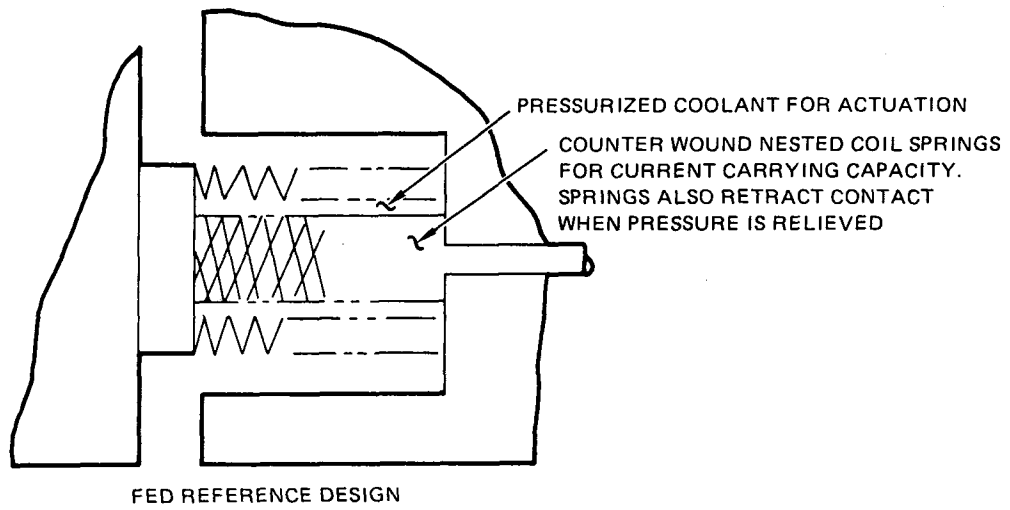 PRESSURIZED COOLANT FOR ACTUATION
COUNTER WOUND NESTED COIL SPRINGS
FOR CURRENT CARRYING CAPACITY.
SPRINGS ALSO RETRACT CONTACT
WHEN PRESSURE IS RELIEVED
FED REFERENCE DESIGN